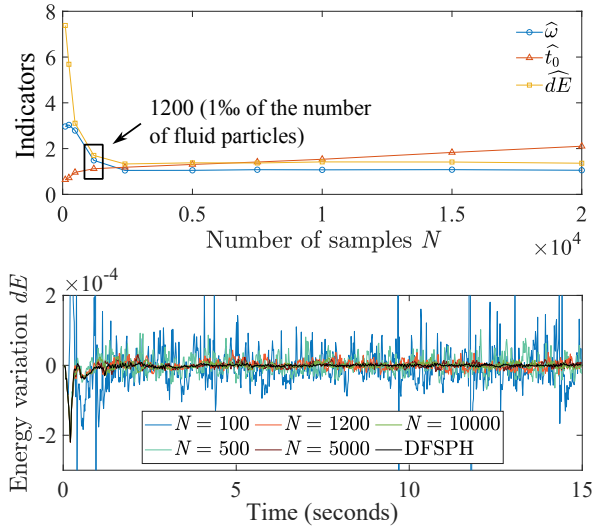 8
6
4
2
0
Indicators
ω̂
t̂₀
d̂E
1200 (1‰ of the number
of fluid particles)
0 0.5 1 1.5 2
Number of samples N
×10⁴
×10⁻⁴
2
0
-2
Energy variation dE
N = 100 N = 1200 N = 10000
N = 500 N = 5000 DFSPH
0 5 10 15
Time (seconds)